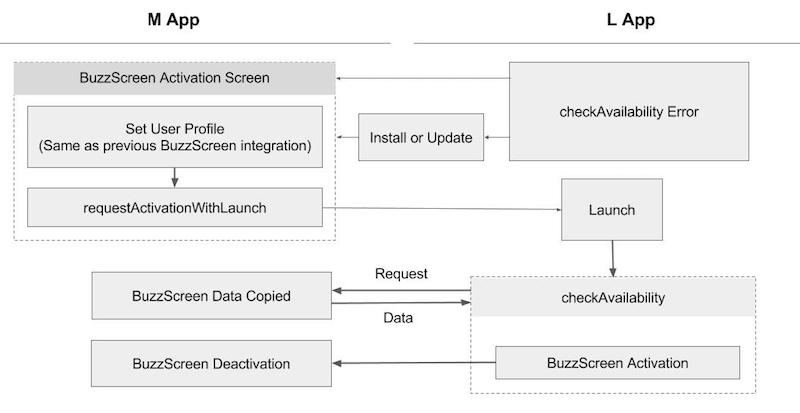 M App
L App
BuzzScreen Activation Screen
checkAvailability Error
Set User Profile
(Same as previous BuzzScreen integration)
Install or Update
requestActivationWithLaunch
Launch
Request
BuzzScreen Data Copied
checkAvailability
Data
BuzzScreen Deactivation
BuzzScreen Activation